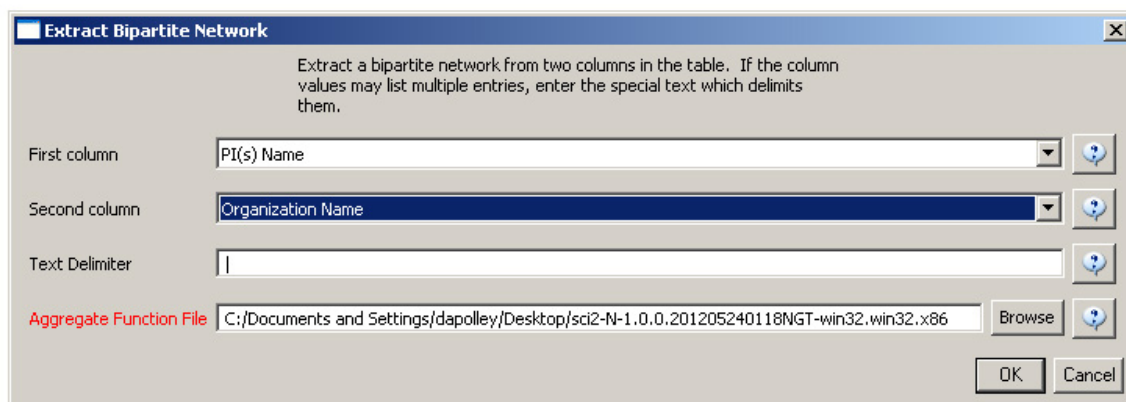 Extract Bipartite Network
Extract a bipartite network from two columns in the table. If the column
values may list multiple entries, enter the special text which delimits
them.
First column PI(s) Name
Second column Organization Name
Text Delimiter |
Aggregate Function File C:/Documents and Settings/dapolley/Desktop/sci2-N-1.0.0.201205240118NGT-win32.win32.x86 Browse
OK Cancel